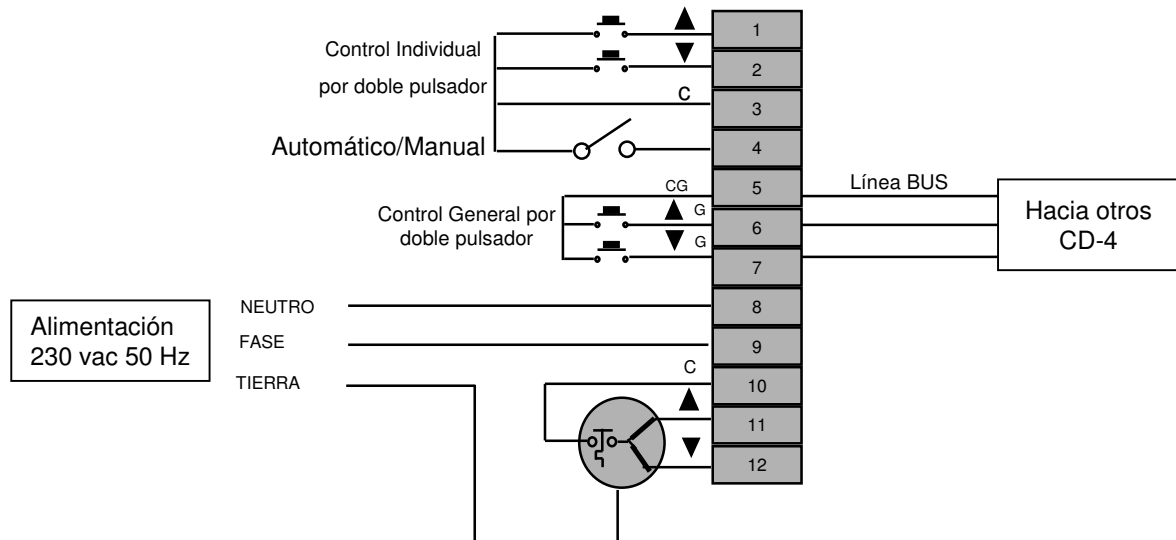 Control Individual
por doble pulsador
Automático/Manual
C
1
2
3
4
Control General por
doble pulsador
CG
G
G
5
6
7
Línea BUS
Hacia otros
CD-4
Alimentación
230 vac 50 Hz
NEUTRO
FASE
TIERRA
8
9
C
10
11
12